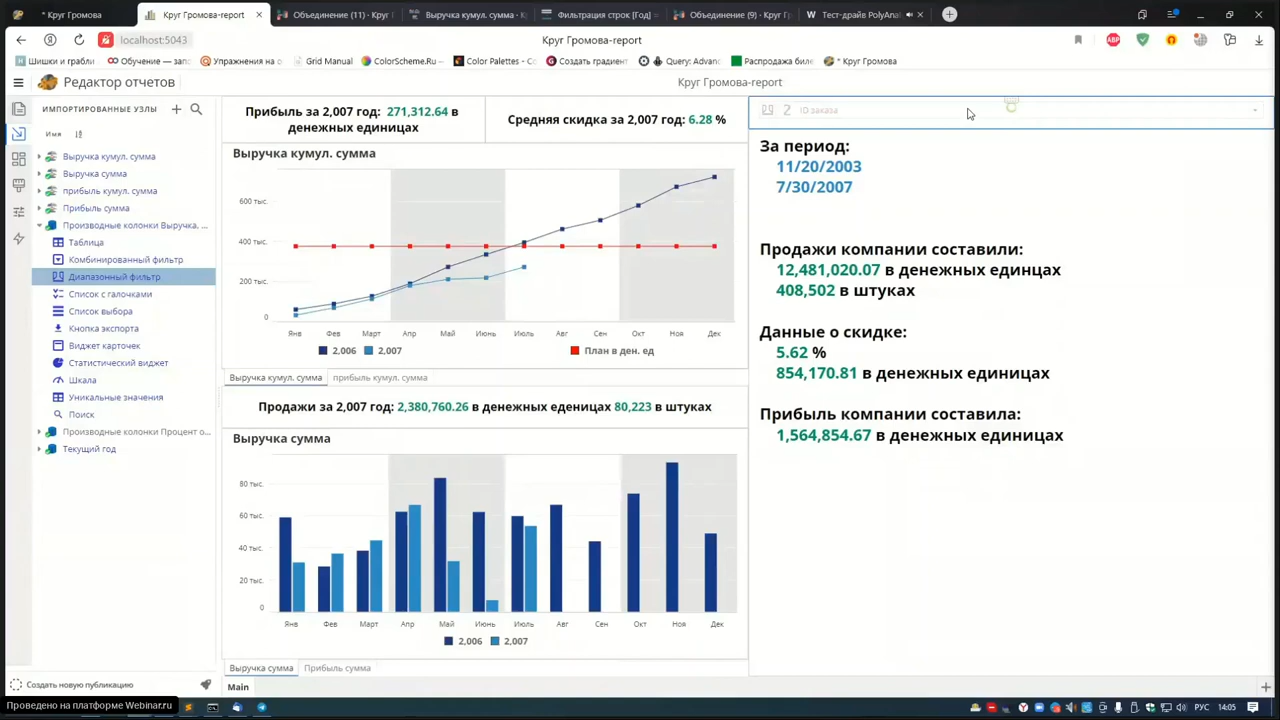 * Круг Громова
Круг Громова-report
Объединение (11) · Круг Г
Выручка кумул. сумма · К
Фильтрация строк [Год]
Объединение (9) · Круг Гр
Тест-драйв PolyAna
localhost:5043
Круг Громова-report
Шишки и грабли
Обучение — запи
Упражнения на
Grid Manual
ColorScheme.Ru –
Color Palettes - C
Создать градиент
Query: Advanc
Распродажа биле
* Круг Громова
Редактор отчетов
Круг Громова-report
ИМПОРТИРОВАННЫЕ УЗЛЫ
Имя
Выручка кумул. сумма
Выручка сумма
прибыль кумул. сумма
Прибыль сумма
Производные колонки Выручка, ...
Таблица
Комбинированный фильтр
Диапазонный фильтр
Список с галочками
Список выбора
Кнопка экспорта
Виджет карточек
Статистический виджет
Шкала
Уникальные значения
Поиск
Производные колонки Процент о...
Текущий год
Создать новую публикацию
Прибыль за 2,007 год: 271,312.64 в
денежных единицах
Средняя скидка за 2,007 год: 6.28 %
Выручка кумул. сумма
600 тыс.
400 тыс.
200 тыс.
0
Янв Фев Март Апр Май Июнь Июль Авг Сен Окт Ноя Дек
2,006 2,007 План в ден. ед
Выручка кумул. сумма прибыль кумул. сумма
Продажи за 2,007 год: 2,380,760.26 в денежных еденицах 80,223 в штуках
Выручка сумма
80 тыс.
60 тыс.
40 тыс.
20 тыс.
0
Янв Фев Март Апр Май Июнь Июль Авг Сен Окт Ноя Дек
2,006 2,007
Выручка сумма Прибыль сумма
Main
ID заказа
За период:
11/20/2003
7/30/2007
Продажи компании составили:
12,481,020.07 в денежных единцах
408,502 в штуках
Данные о скидке:
5.62 %
854,170.81 в денежных единицах
Прибыль компании составила:
1,564,854.67 в денежных единицах
Проведено на платформе Webinar.ru
РУС 14:05